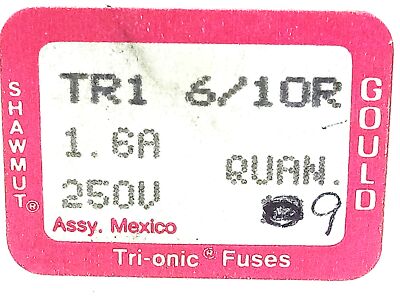 SHAWMUT®
TR1 6/10R
1.6A
QUAN.
250V
9
Assy. Mexico
GOULD
Tri-onic® Fuses